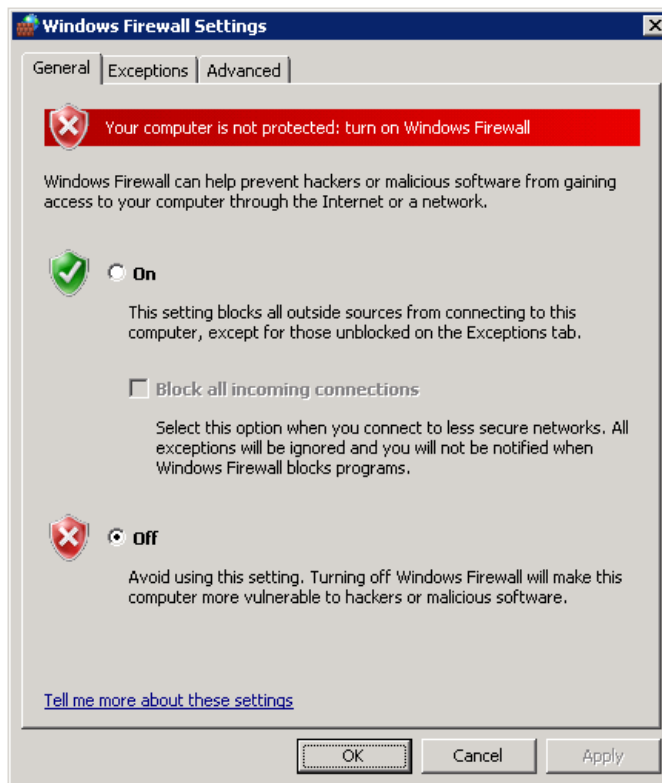 Windows Firewall Settings
General
Exceptions
Advanced
Your computer is not protected: turn on Windows Firewall
Windows Firewall can help prevent hackers or malicious software from gaining
access to your computer through the Internet or a network.
On
This setting blocks all outside sources from connecting to this
computer, except for those unblocked on the Exceptions tab.
Block all incoming connections
Select this option when you connect to less secure networks. All
exceptions will be ignored and you will not be notified when
Windows Firewall blocks programs.
Off
Avoid using this setting. Turning off Windows Firewall will make this
computer more vulnerable to hackers or malicious software.
Tell me more about these settings
OK
Cancel
Apply